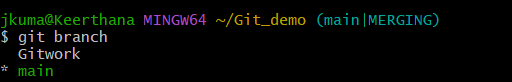 jkuma@Keerthana MINGW64 ~/Git_demo (main|MERGING)
$ git branch
  Gitwork
* main